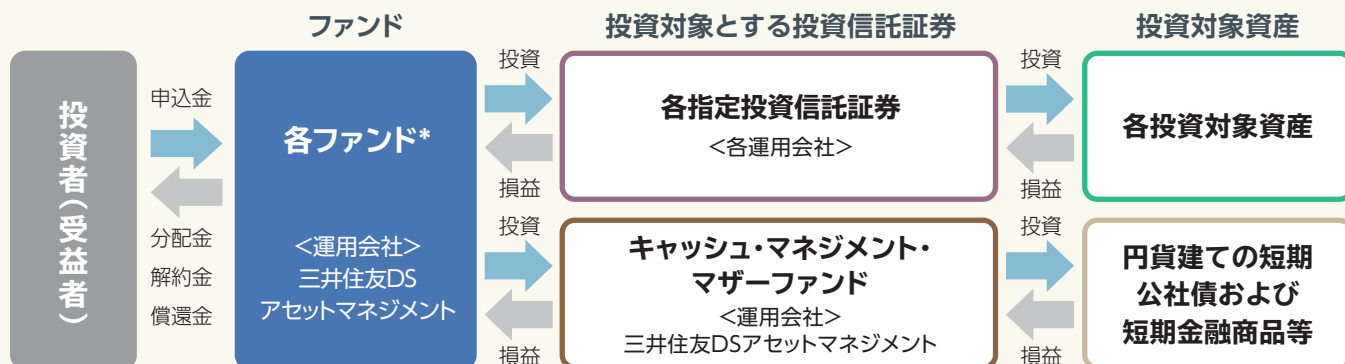 ファンド
投資対象とする投資信託証券
投資対象資産
投資者(受益者)
申込金
分配金
解約金
償還金
各ファンド*
<運用会社>
三井住友DS
アセットマネジメント
投資
損益
各指定投資信託証券
<各運用会社>
投資
損益
各投資対象資産
投資
損益
キャッシュ・マネジメント・
マザーファンド
<運用会社>
三井住友DSアセットマネジメント
投資
損益
円貨建ての短期
公社債および
短期金融商品等